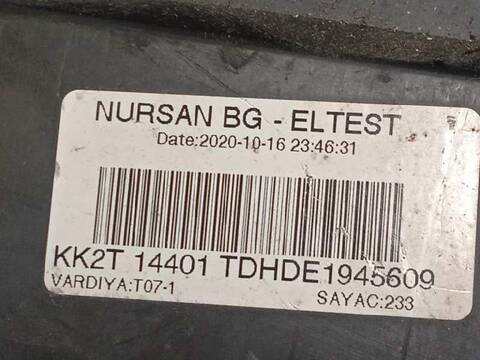 NURSAN BG - ELTEST
Date:2020-10-16 23:46:31
KK2T 14401 TDHDE1945609
VARDIYA:T07-1 SAYAC:233